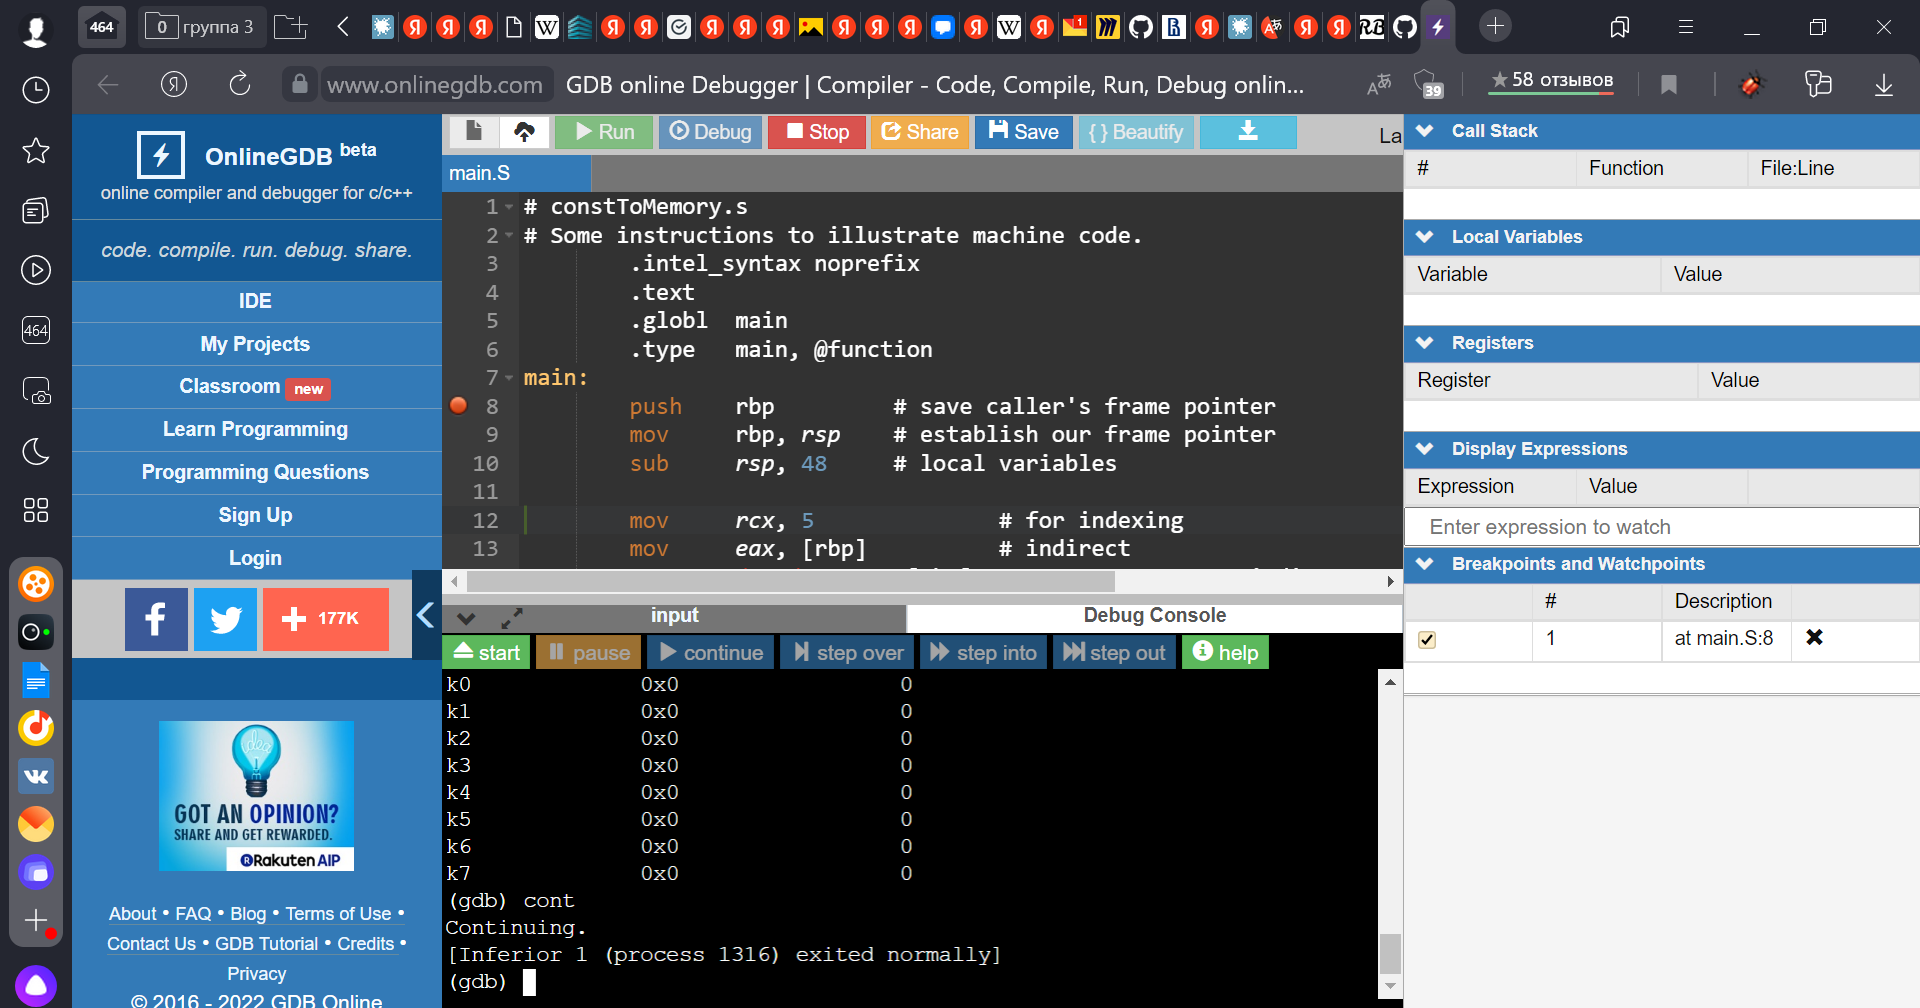 464
0 группа 3
1
www.onlinegdb.com GDB online Debugger | Compiler - Code, Compile, Run, Debug onlin...
39
58 отзывов
464
OnlineGDB beta
online compiler and debugger for c/c++
code. compile. run. debug. share.
IDE
My Projects
Classroom new
Learn Programming
Programming Questions
Sign Up
Login
177K
GOT AN OPINION?
SHARE AND GET REWARDED.
Rakuten AIP
About • FAQ • Blog • Terms of Use •
Contact Us • GDB Tutorial • Credits •
Privacy
© 2016 - 2022 GDB Online
Run Debug Stop Share Save {} Beautify La
main.S
1 # constToMemory.s
2 # Some instructions to illustrate machine code.
3 .intel_syntax noprefix
4 .text
5 .globl main
6 .type main, @function
7 main:
8 push rbp # save caller's frame pointer
9 mov rbp, rsp # establish our frame pointer
10 sub rsp, 48 # local variables
11
12 mov rcx, 5 # for indexing
13 mov eax, [rbp] # indirect
input Debug Console
start pause continue step over step into step out help
k0 0x0 0
k1 0x0 0
k2 0x0 0
k3 0x0 0
k4 0x0 0
k5 0x0 0
k6 0x0 0
k7 0x0 0
(gdb) cont
Continuing.
[Inferior 1 (process 1316) exited normally]
(gdb)
Call Stack
# Function File:Line
Local Variables
Variable Value
Registers
Register Value
Display Expressions
Expression Value
Enter expression to watch
Breakpoints and Watchpoints
# Description
1 at main.S:8